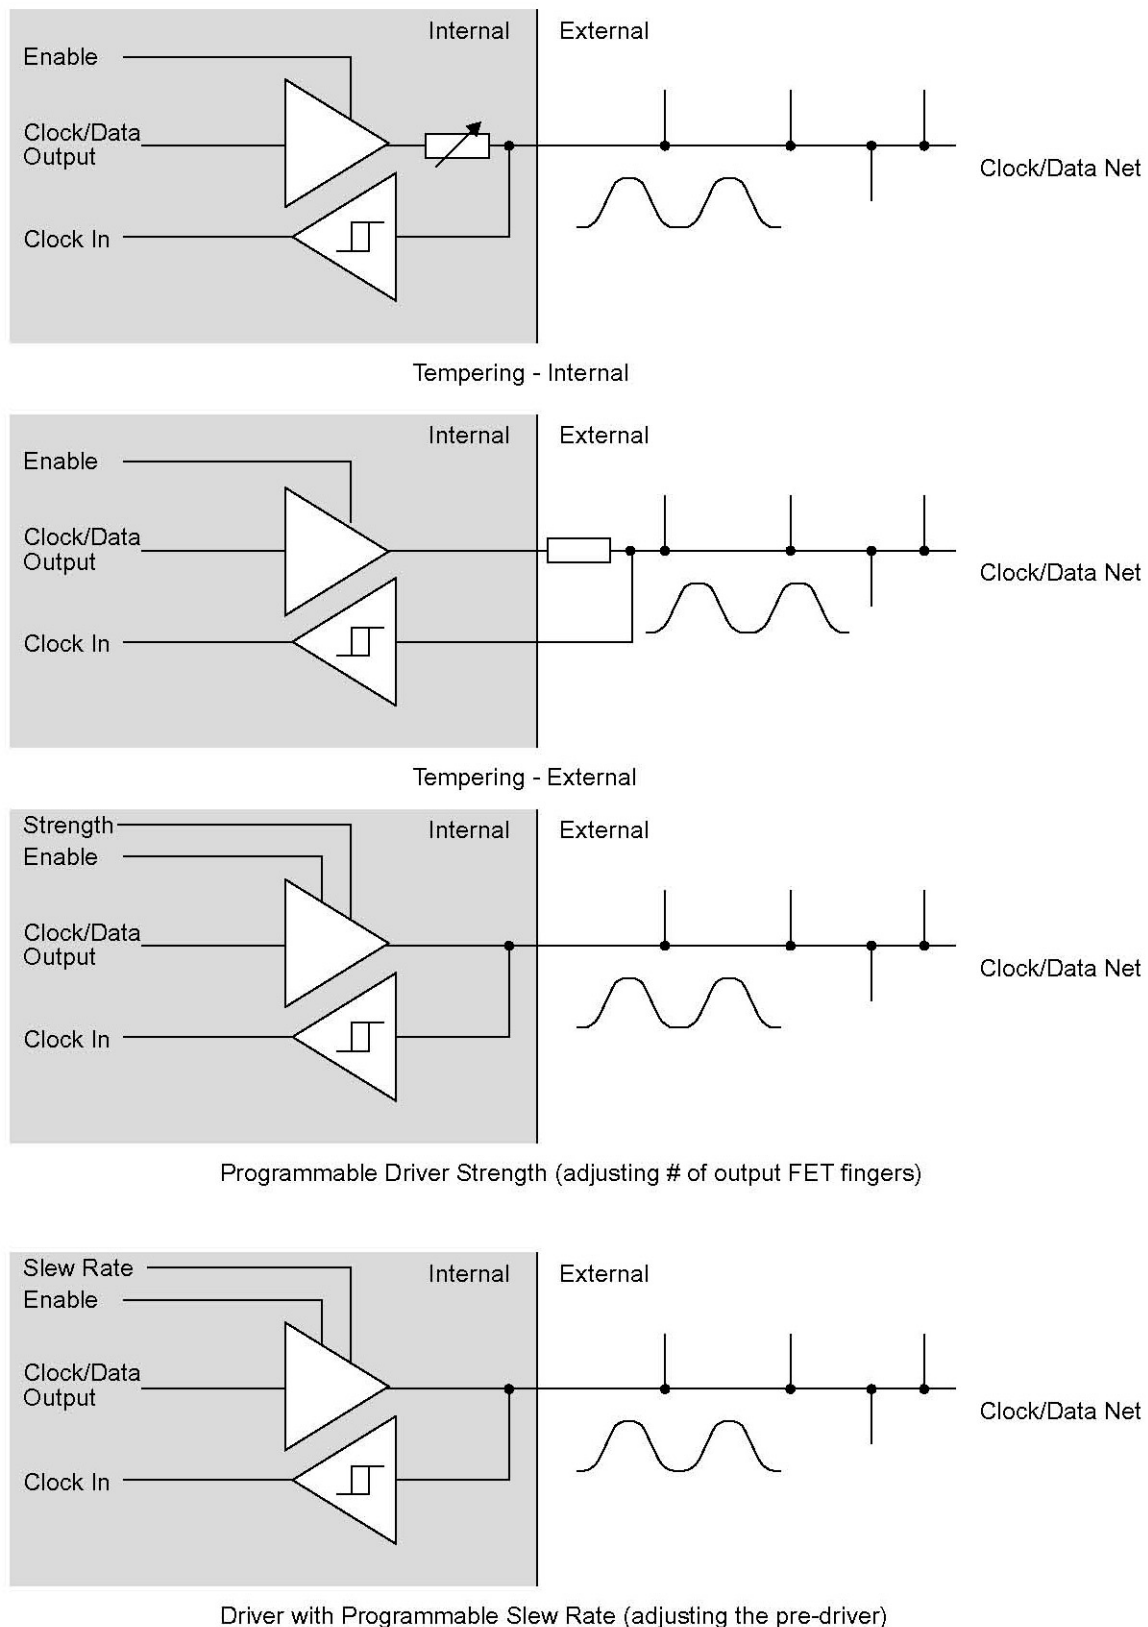 Internal
External
Enable
Clock/Data
Output
Clock/Data Net
Clock In
Tempering - Internal
Internal
External
Enable
Clock/Data
Output
Clock/Data Net
Clock In
Tempering - External
Strength
Internal
External
Enable
Clock/Data
Output
Clock/Data Net
Clock In
Programmable Driver Strength (adjusting # of output FET fingers)
Slew Rate
Internal
External
Enable
Clock/Data
Output
Clock/Data Net
Clock In
Driver with Programmable Slew Rate (adjusting the pre-driver)